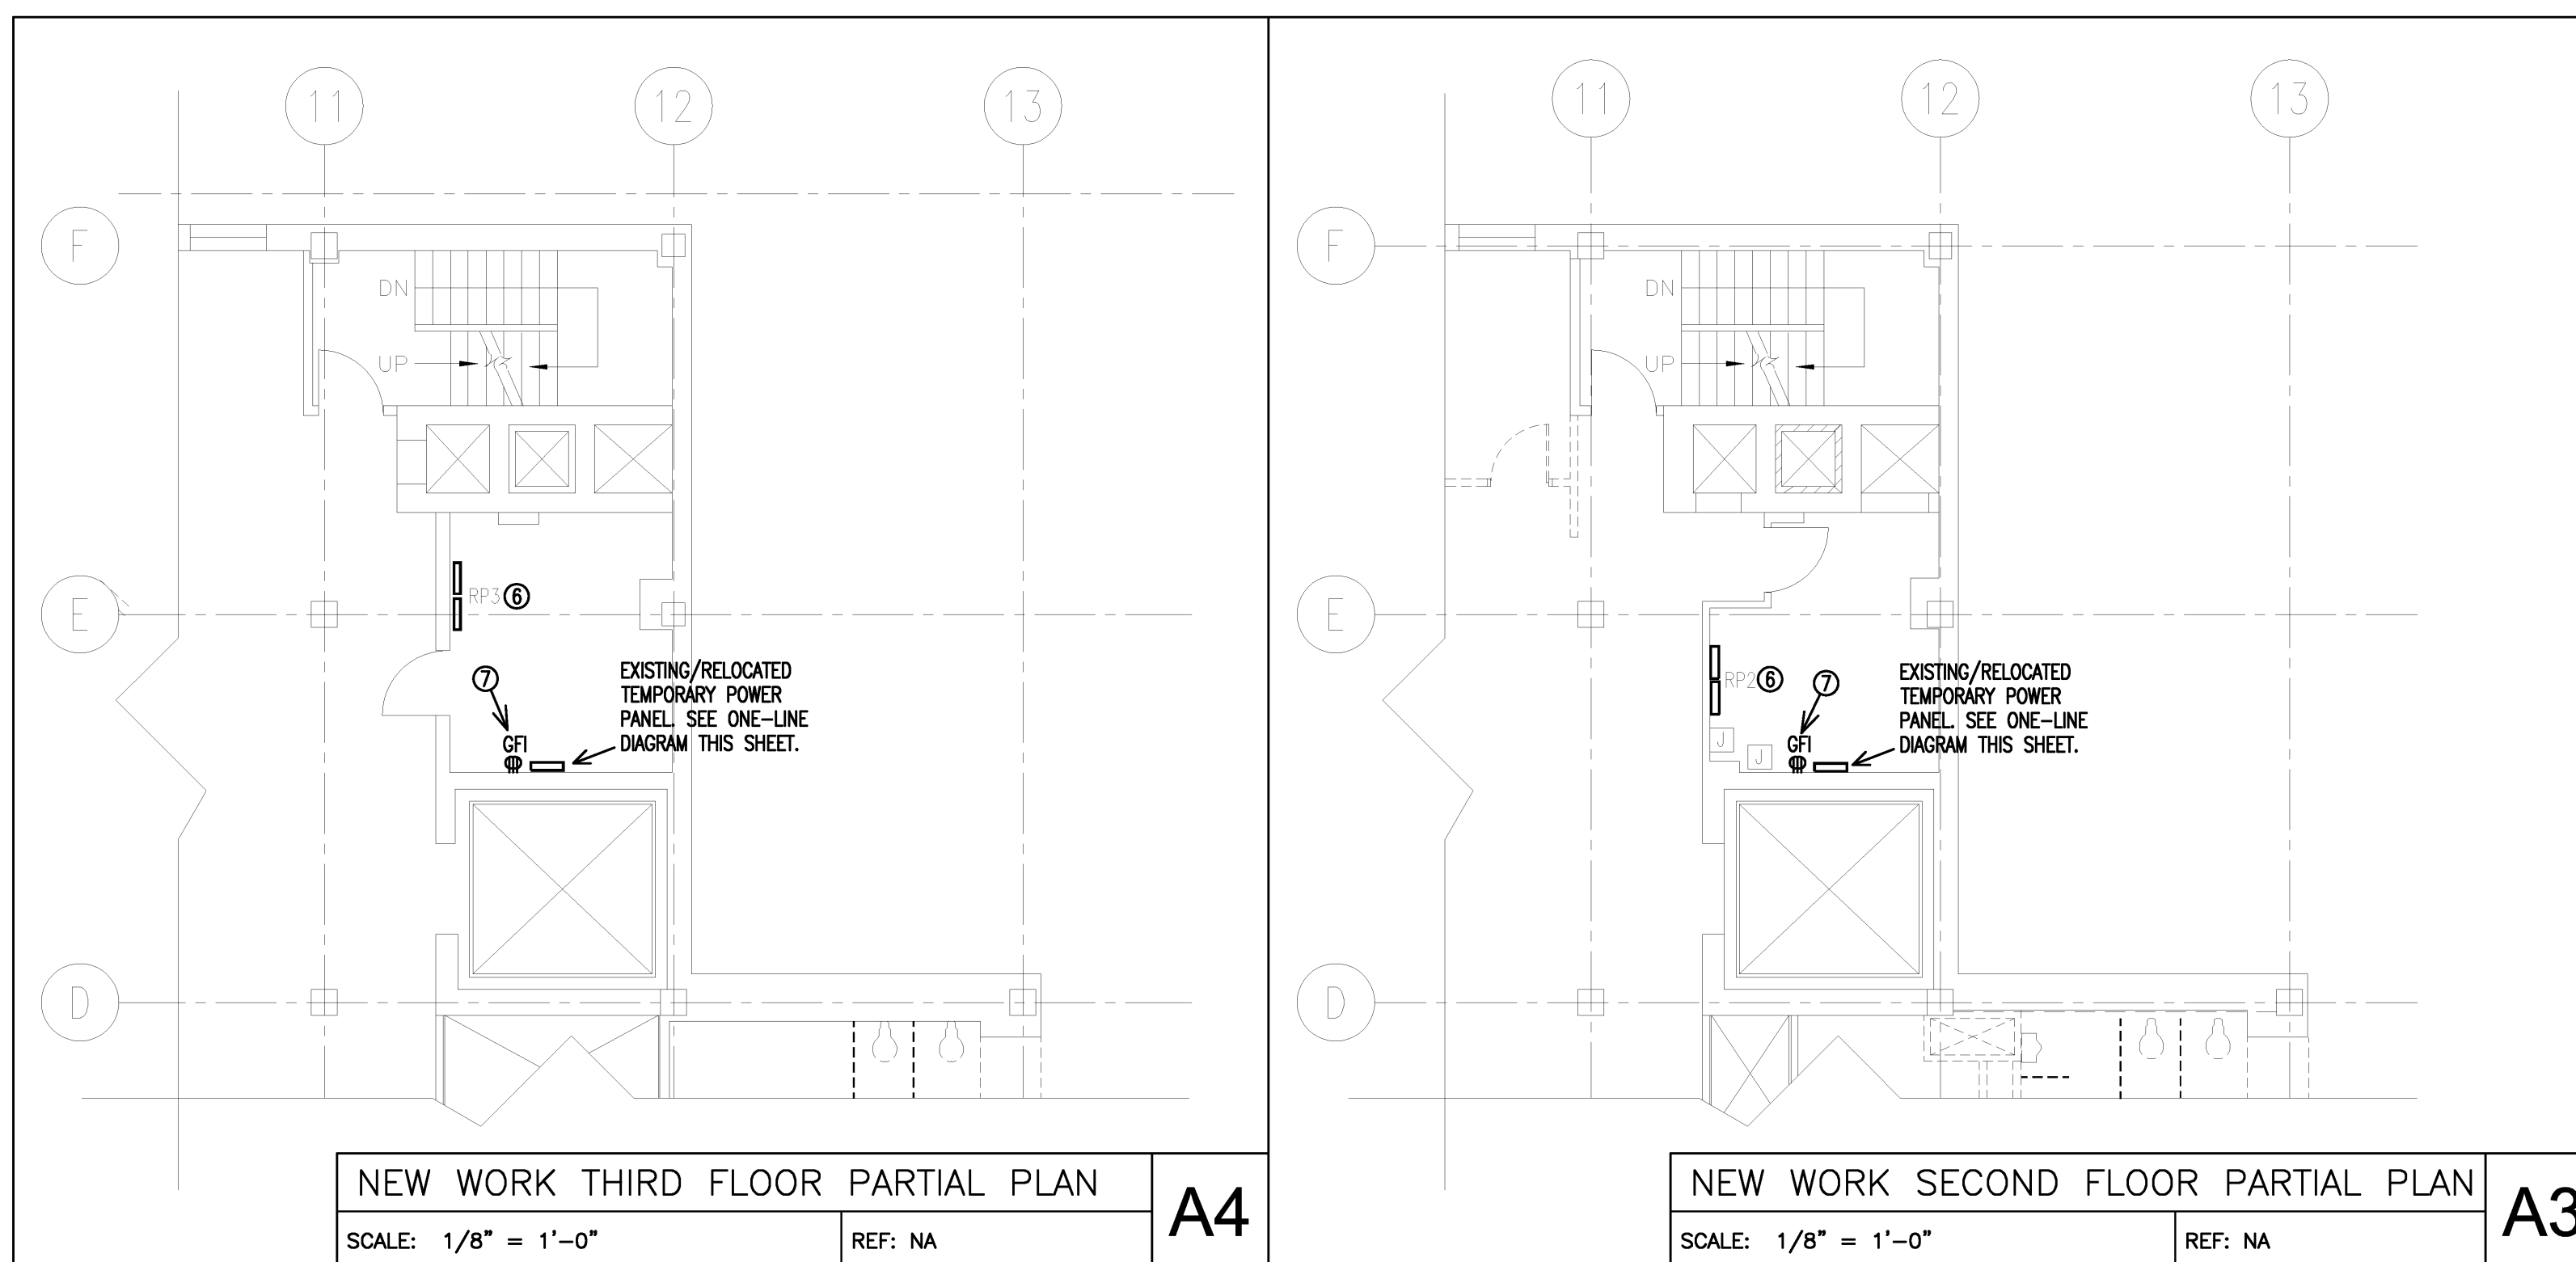 11
12
13
F
DN
UP
E
RP3 6
7
EXISTING/RELOCATED
TEMPORARY POWER
PANEL. SEE ONE-LINE
DIAGRAM THIS SHEET.
GFI
D
NEW WORK THIRD FLOOR PARTIAL PLAN
SCALE: 1/8" = 1'-0"
REF: NA
A4
11
12
13
F
DN
UP
E
RP2 6
7
EXISTING/RELOCATED
TEMPORARY POWER
PANEL. SEE ONE-LINE
DIAGRAM THIS SHEET.
J
J
GFI
D
NEW WORK SECOND FLOOR PARTIAL PLAN
SCALE: 1/8" = 1'-0"
REF: NA
A3